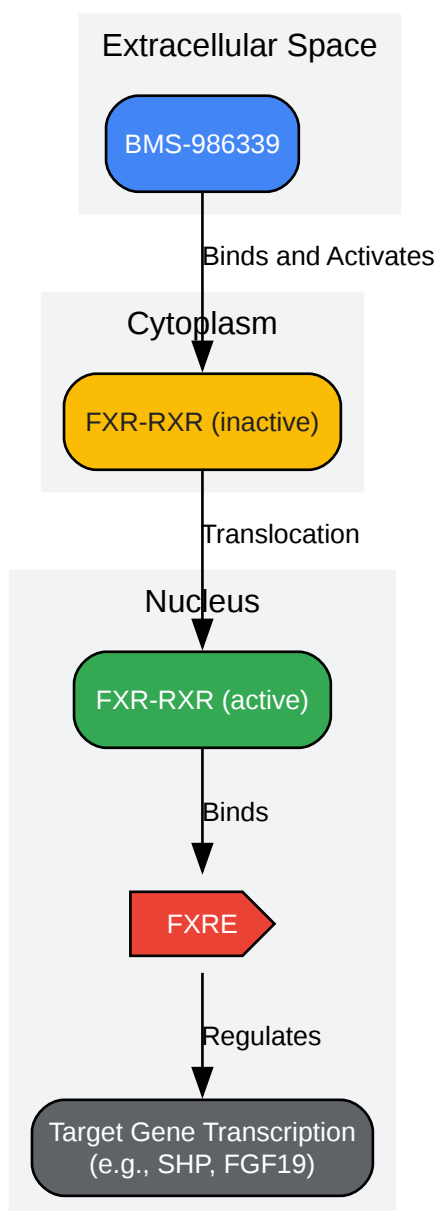 Extracellular Space
BMS-986339
Binds and Activates
Cytoplasm
FXR-RXR (inactive)
Translocation
Nucleus
FXR-RXR (active)
Binds
FXRE
Regulates
Target Gene Transcription
(e.g., SHP, FGF19)